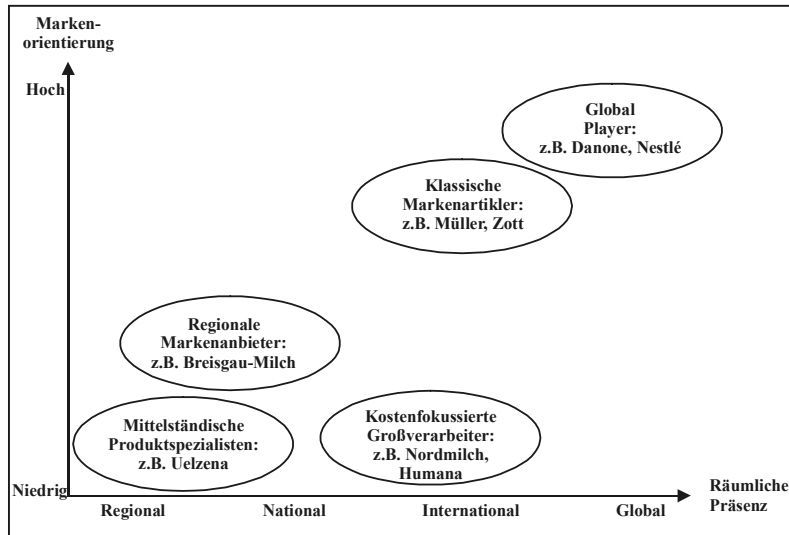 Marken-
orientierung
Hoch
Global
Player:
z.B. Danone, Nestlé
Klassische
Markenartikler:
z.B. Müller, Zott
Regionale
Markenanbieter:
z.B. Breisgau-Milch
Mittelständische
Produktspezialisten:
z.B. Uelzena
Kostenfokussierte
Großverarbeiter:
z.B. Nordmilch,
Humana
Niedrig
Regional
National
International
Global
Räumliche
Präsenz